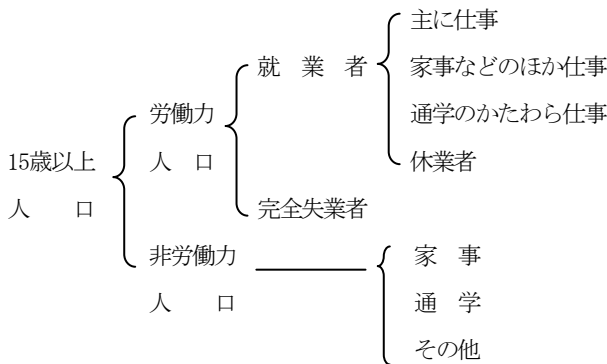 15歳以上
人　　口
労働力
人　口
就　業　者
主に仕事
家事などのほか仕事
通学のかたわら仕事
休業者
完全失業者
非労働力
人　　口
家　事
通　学
その他